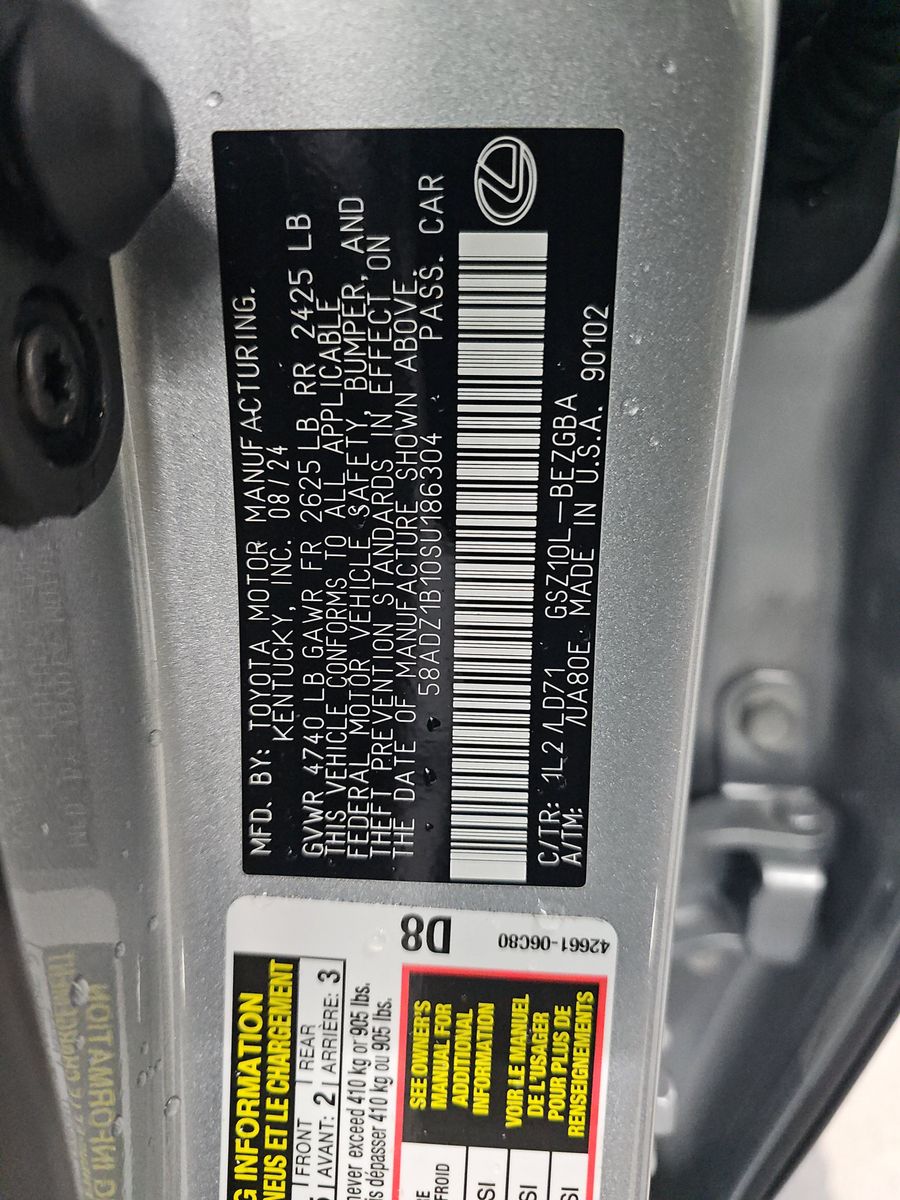 MFD. BY: TOYOTA MOTOR MANUFACTURING.
KENTUCKY, INC. 08/24
GVWR 4740 LB GAWR FR 2625 LB RR 2425 LB
THIS VEHICLE CONFORMS TO ALL APPLICABLE
FEDERAL MOTOR VEHICLE SAFETY, BUMPER, AND
THEFT PREVENTION STANDARDS IN EFFECT ON
THE DATE OF MANUFACTURE SHOWN ABOVE.
58ADZ1B10SU186304 PASS. CAR
C/TR: 1L2/LD71 GSZ10L-BEZGBA
A/TM: /UA80E MADE IN U.S.A. 90102
INFORMATION
NEUS ET LE CHARGEMENT
FRONT REAR
AVANT: 2 ARRIÈRE: 3
never exceed 410 kg or 905 lbs.
is dépasser 410 kg ou 905 lbs.
D8
42661-06C80
SEE OWNER'S
MANUAL FOR
ADDITIONAL
INFORMATION
VOIR LE MANUEL
DE L'USAGER
POUR PLUS DE
RENSEIGNEMENTS
FROID
SI
SI
SI